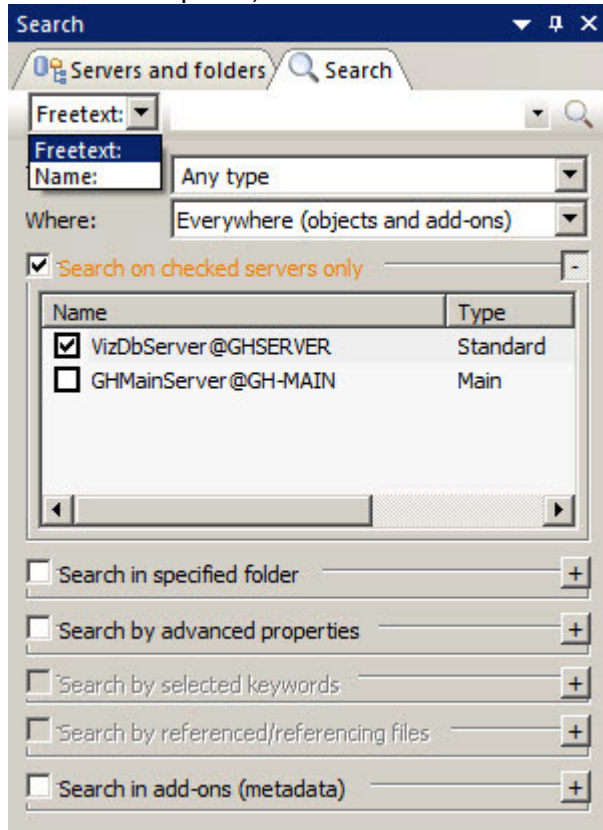 Search
Servers and folders Search
Freetext:
Freetext:
Name: Any type
Where: Everywhere (objects and add-ons)
Search on checked servers only -
Name Type
VizDbServer@GHSERVER Standard
GHMainServer@GH-MAIN Main
Search in specified folder +
Search by advanced properties +
Search by selected keywords +
Search by referenced/referencing files +
Search in add-ons (metadata) +